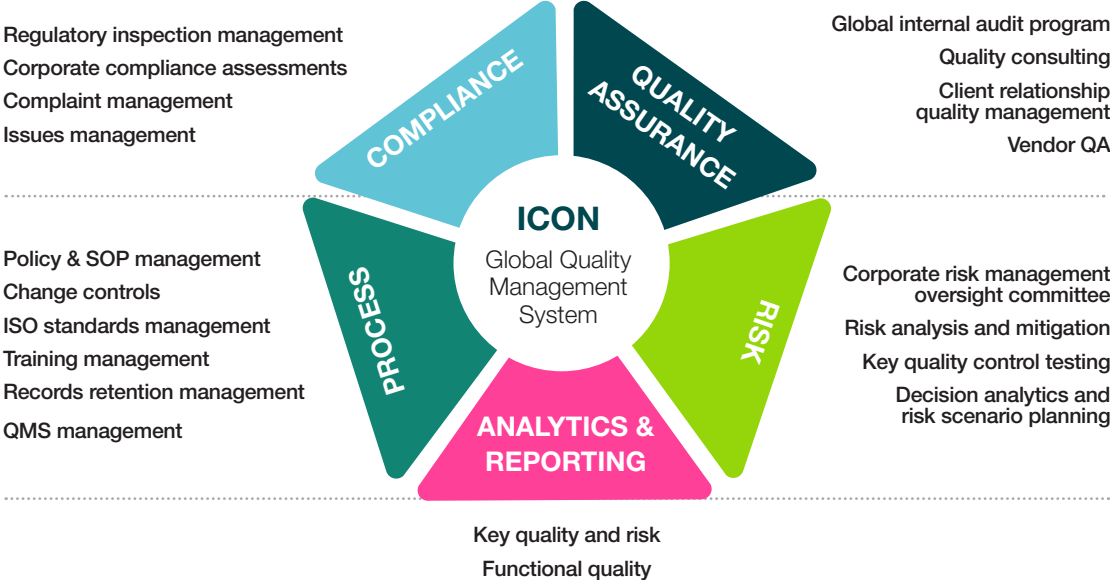 Regulatory inspection management
Corporate compliance assessments
Complaint management
Issues management
COMPLIANCE
QUALITY
ASSURANCE
Global internal audit program
Quality consulting
Client relationship
quality management
Vendor QA
ICON
Global Quality
Management
System
Policy & SOP management
Change controls
ISO standards management
Training management
Records retention management
QMS management
PROCESS
RISK
Corporate risk management
oversight committee
Risk analysis and mitigation
Key quality control testing
Decision analytics and
risk scenario planning
ANALYTICS &
REPORTING
Key quality and risk
Functional quality